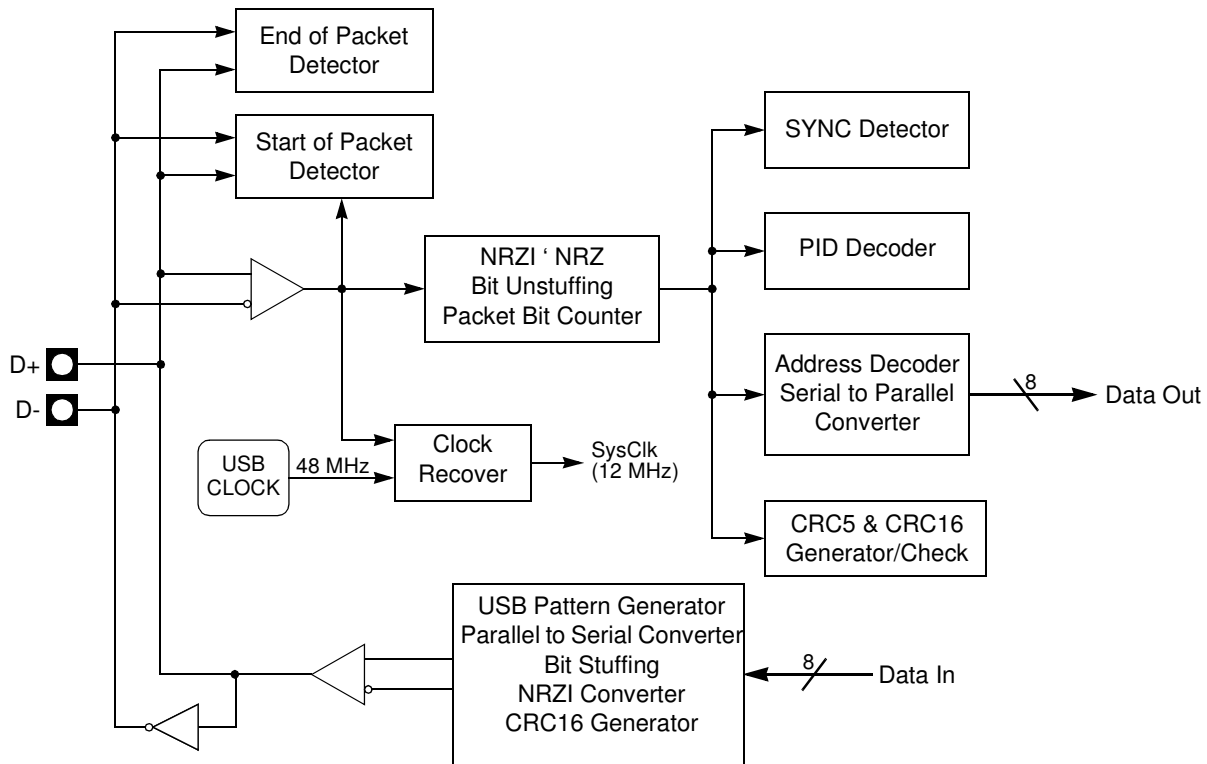 End of Packet
Detector
Start of Packet
Detector
SYNC Detector
PID Decoder
NRZI ‘ NRZ
Bit Unstuffing
Packet Bit Counter
D+
D-
Address Decoder
Serial to Parallel
Converter
8
Data Out
USB
CLOCK
48 MHz
Clock
Recover
SysClk
(12 MHz)
CRC5 & CRC16
Generator/Check
USB Pattern Generator
Parallel to Serial Converter
Bit Stuffing
NRZI Converter
CRC16 Generator
8
Data In